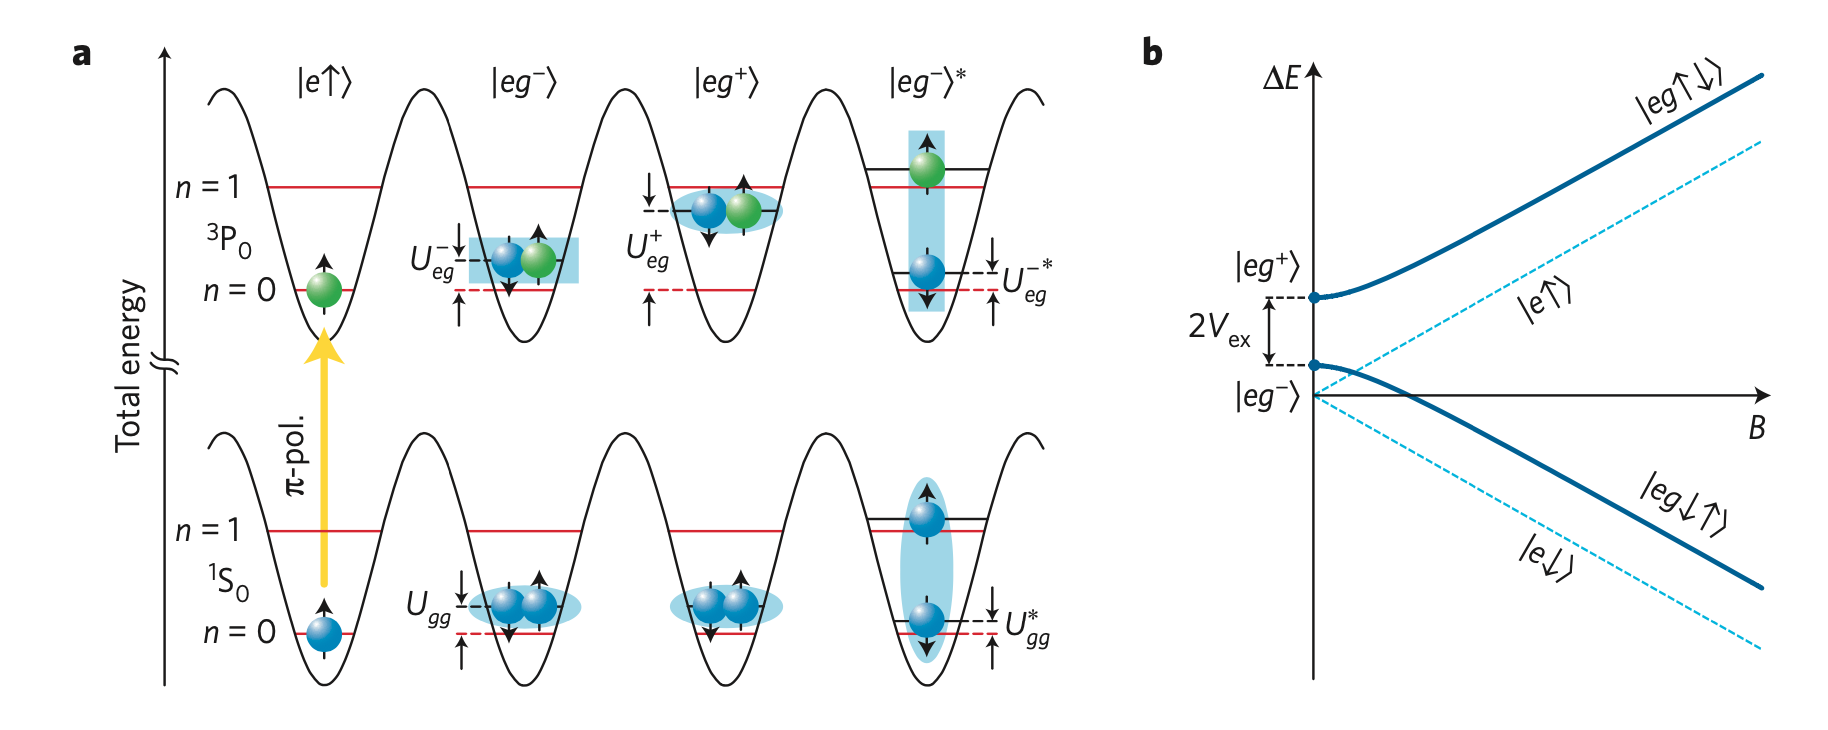 a
Total energy
|e↑⟩
|eg⁻⟩
|eg⁺⟩
|eg⁻⟩*
n = 1
³P₀
n = 0
U⁻eg
U⁺eg
U⁻*eg
π-pol.
n = 1
¹S₀
n = 0
Ugg
U*gg
b
ΔE
|eg↑↓⟩
|eg⁺⟩
|e↑⟩
2Vex
|eg⁻⟩
B
|eg↓↑⟩
|e↓⟩